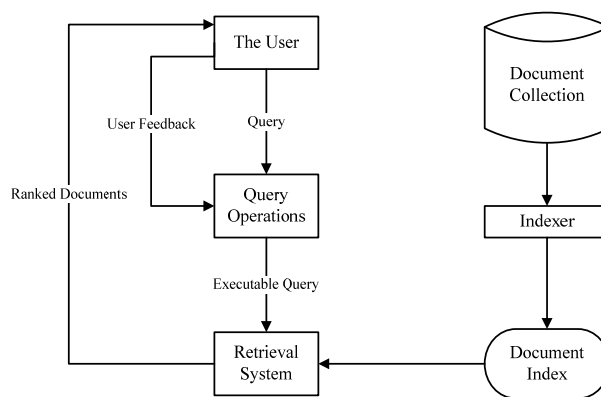 The User
Document
Collection
User Feedback
Query
Ranked Documents
Query
Operations
Indexer
Executable Query
Retrieval
System
Document
Index